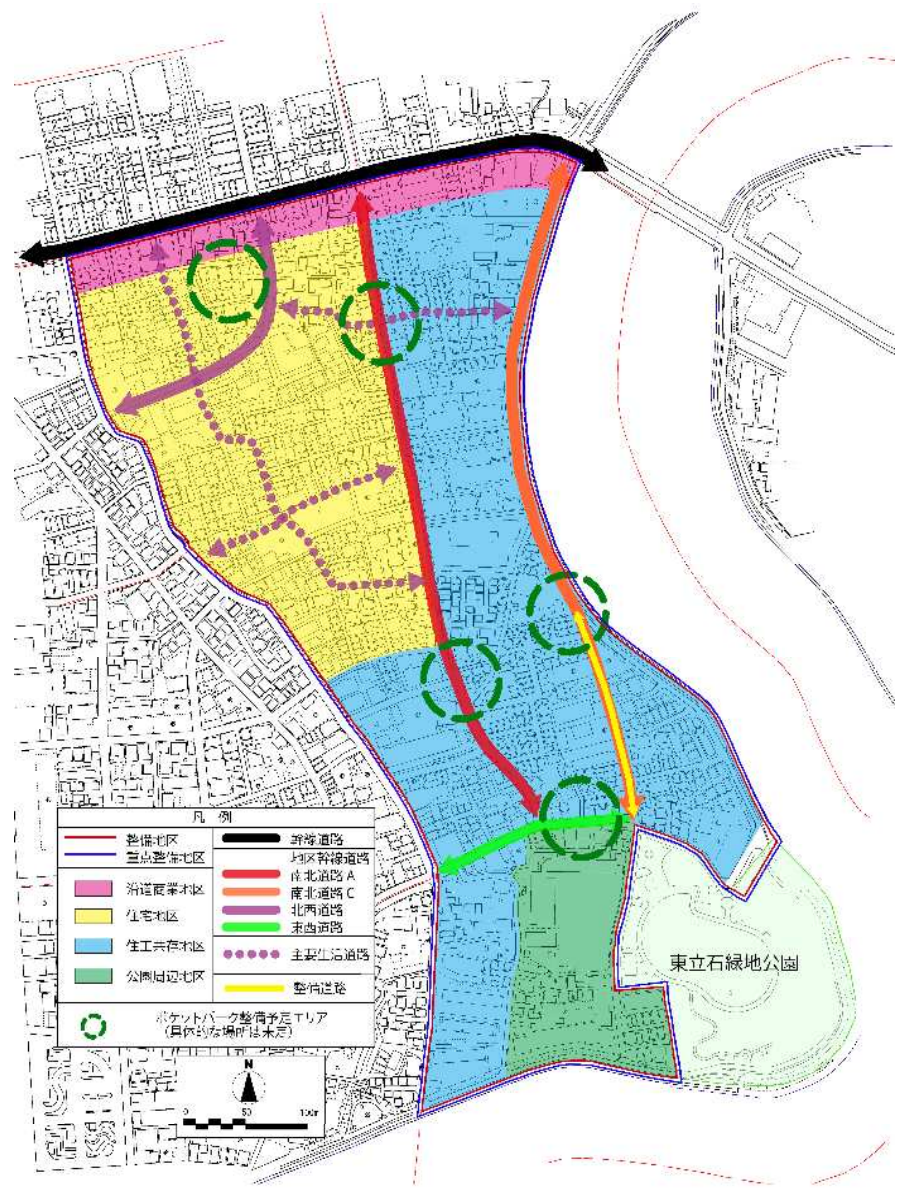 東立石緑地公園
凡 例
整備地区
重点整備地区
沿道商業地区
住宅地区
住工共存地区
公園周辺地区
幹線道路
地区幹線道路
南北道路 A
南北道路 C
北西道路
東西道路
主要生活道路
整備道路
ポケットパーク整備予定エリア
(具体的な場所は未定)
N
0 50 100m